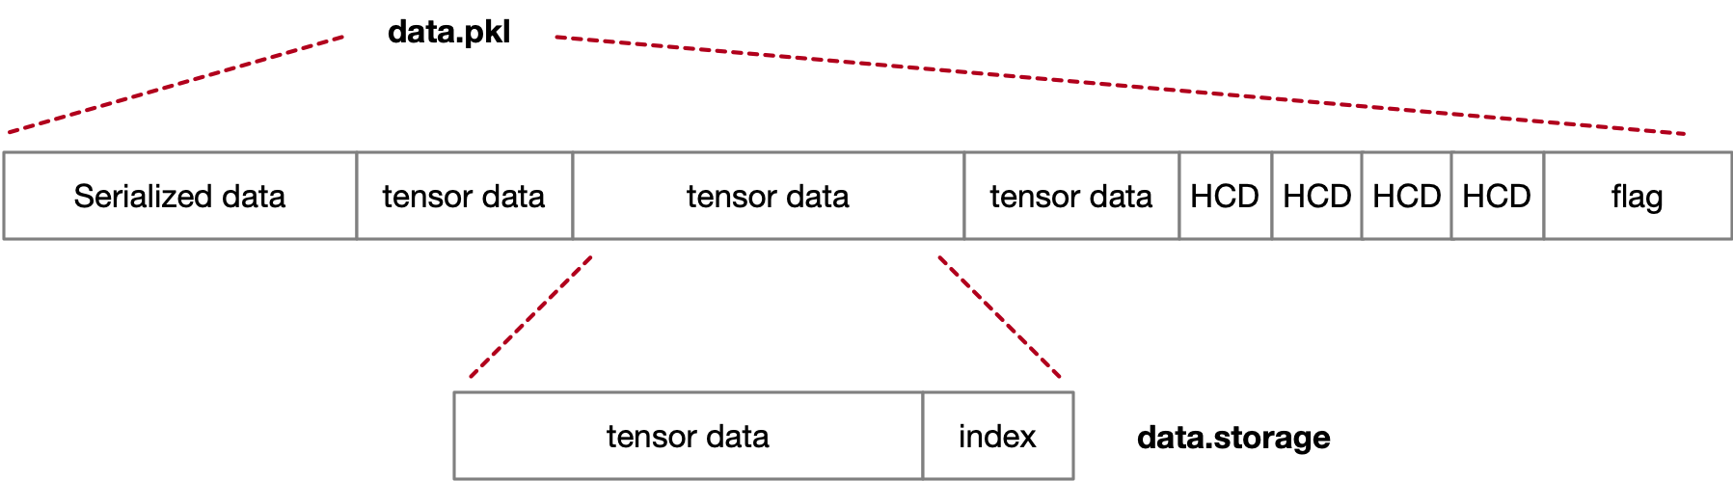 data.pkl
Serialized data tensor data tensor data tensor data HCD HCD HCD HCD flag
tensor data index data.storage